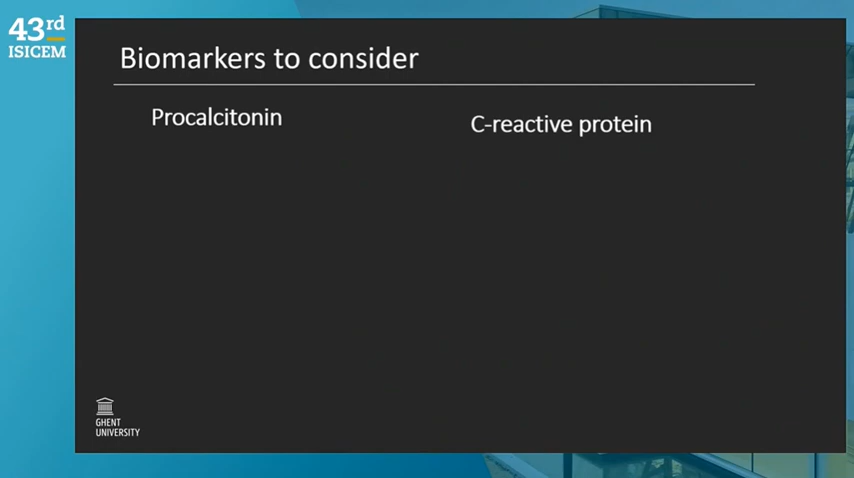 43rd
ISICEM
Biomarkers to consider
Procalcitonin
C-reactive protein
GHENT
UNIVERSITY